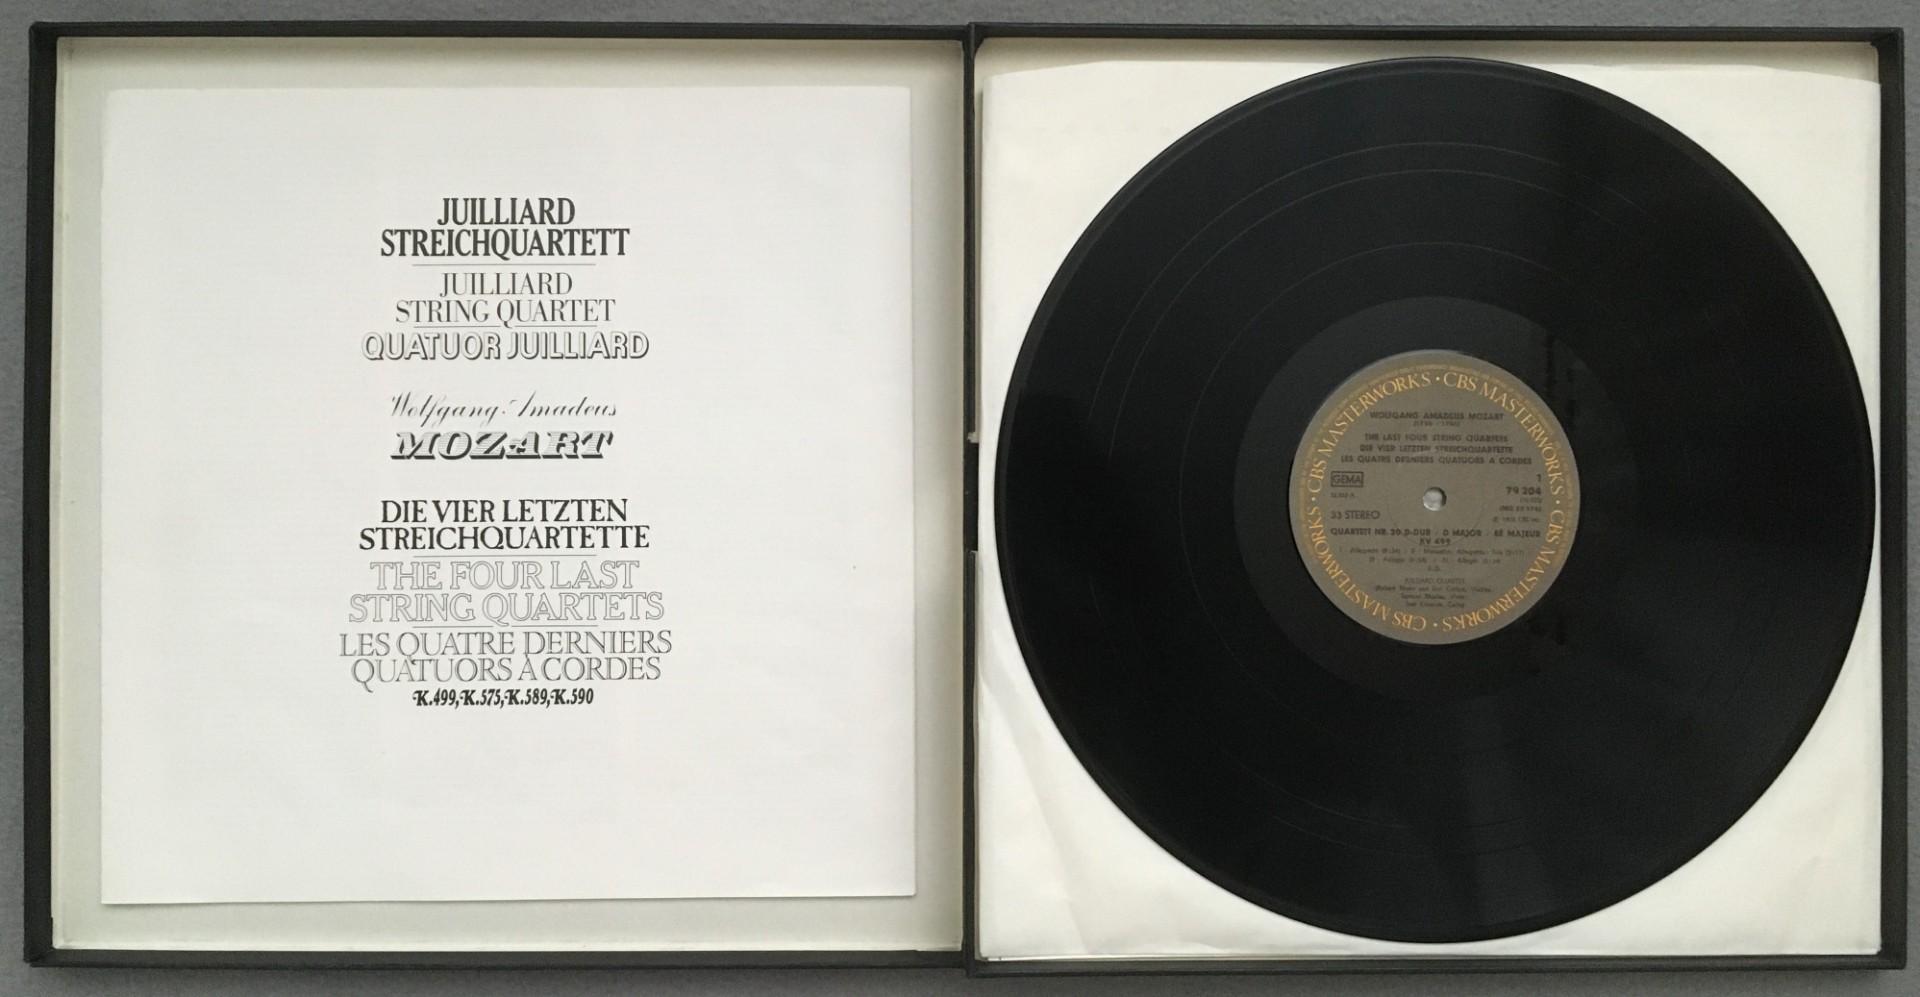 JUILLIARD
STREICHQUARTETT
JUILLIARD
STRING QUARTET
QUATUOR JUILLIARD
Wolfgang Amadeus
MOZART
DIE VIER LETZTEN
STREICHQUARTETTE
THE FOUR LAST
STRING QUARTETS
LES QUATRE DERNIERS
QUATUORS A CORDES
K.499, K.575, K.589, K.590
CBS MASTERWORKS · CBS MASTERWORKS · CBS MASTERWORKS · CBS MASTERWORKS ·
WOLFGANG AMADEUS MOZART
THE LAST FOUR STRING QUARTETS
DIE VIER LETZTEN STREICHQUARTETTE
LES QUATRE DERNIERS QUATUORS A CORDES
GEMA
1
79 204
33 STEREO
QUARTETT NR. 20 D-DUR / D MAJOR / RÉ MAJEUR
KV 499
JUILLIARD QUARTET